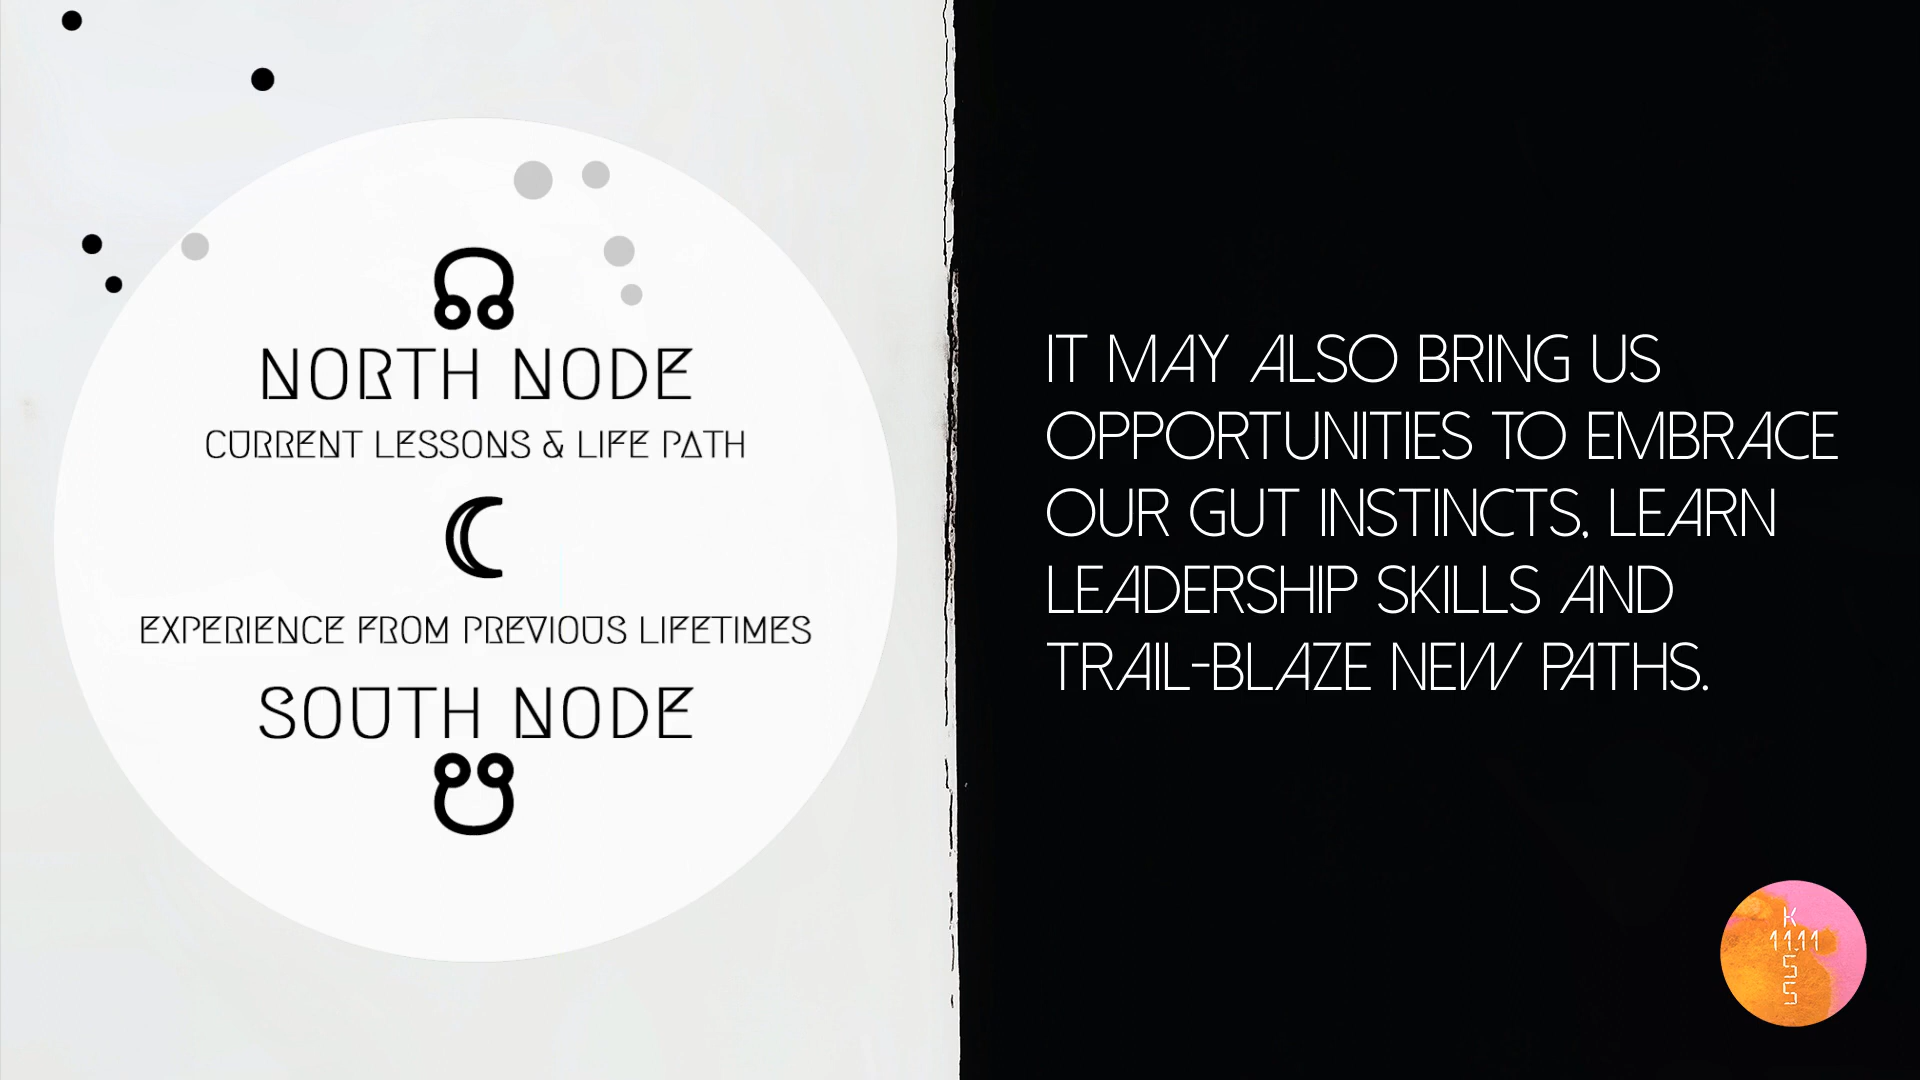 NORTH NODE
CURRENT LESSONS & LIFE PATH
EXPERIENCE FROM PREVIOUS LIFETIMES
SOUTH NODE
IT MAY ALSO BRING US
OPPORTUNITIES TO EMBRACE
OUR GUT INSTINCTS, LEARN
LEADERSHIP SKILLS AND
TRAIL-BLAZE NEW PATHS.
K
11:11
S
S